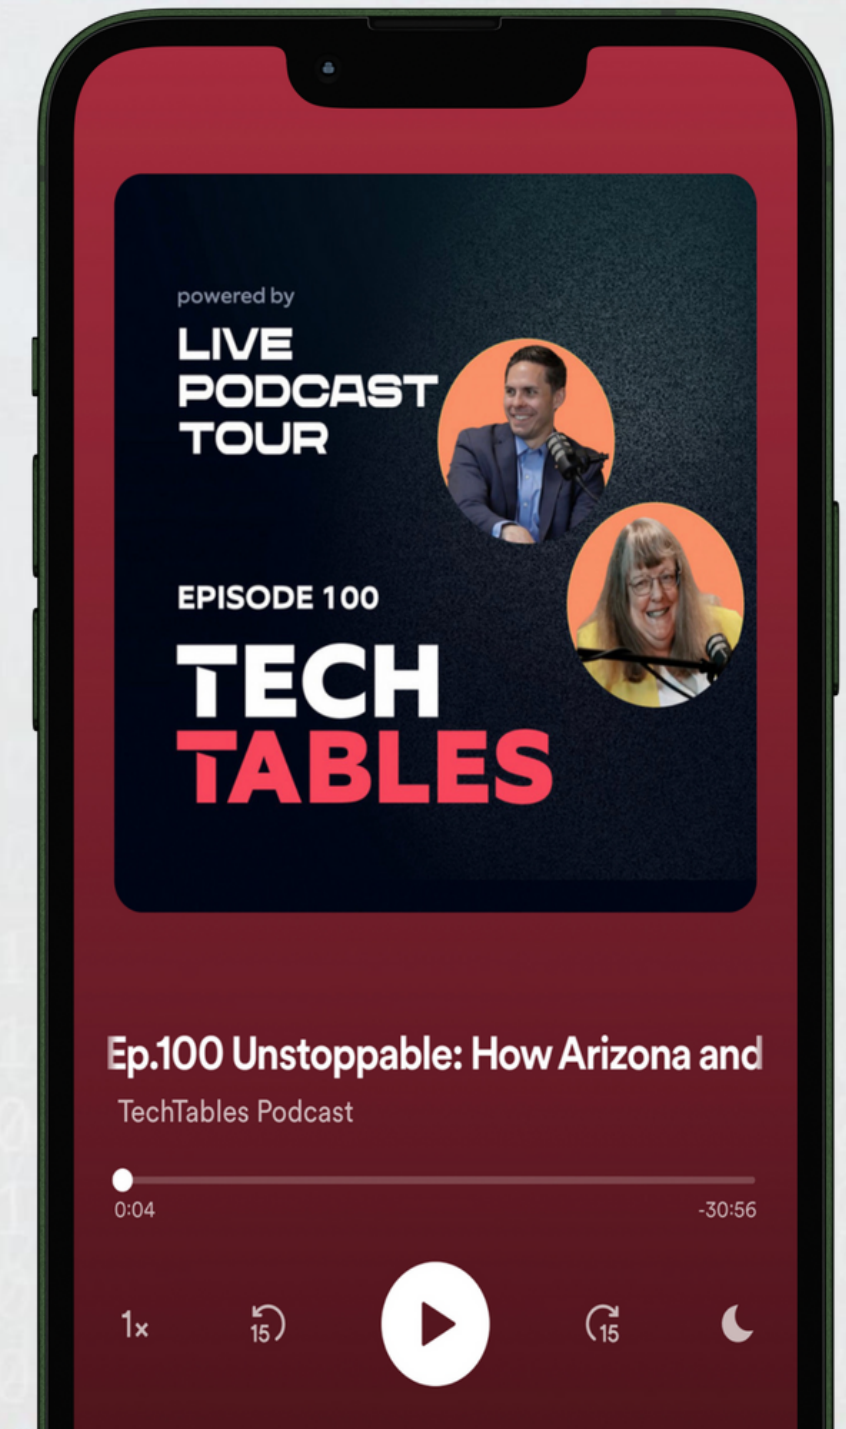 powered by
LIVE
PODCAST
TOUR
EPISODE 100
TECH
TABLES
Ep.100 Unstoppable: How Arizona and
TechTables Podcast
0:04
-30:56
1x
15
15